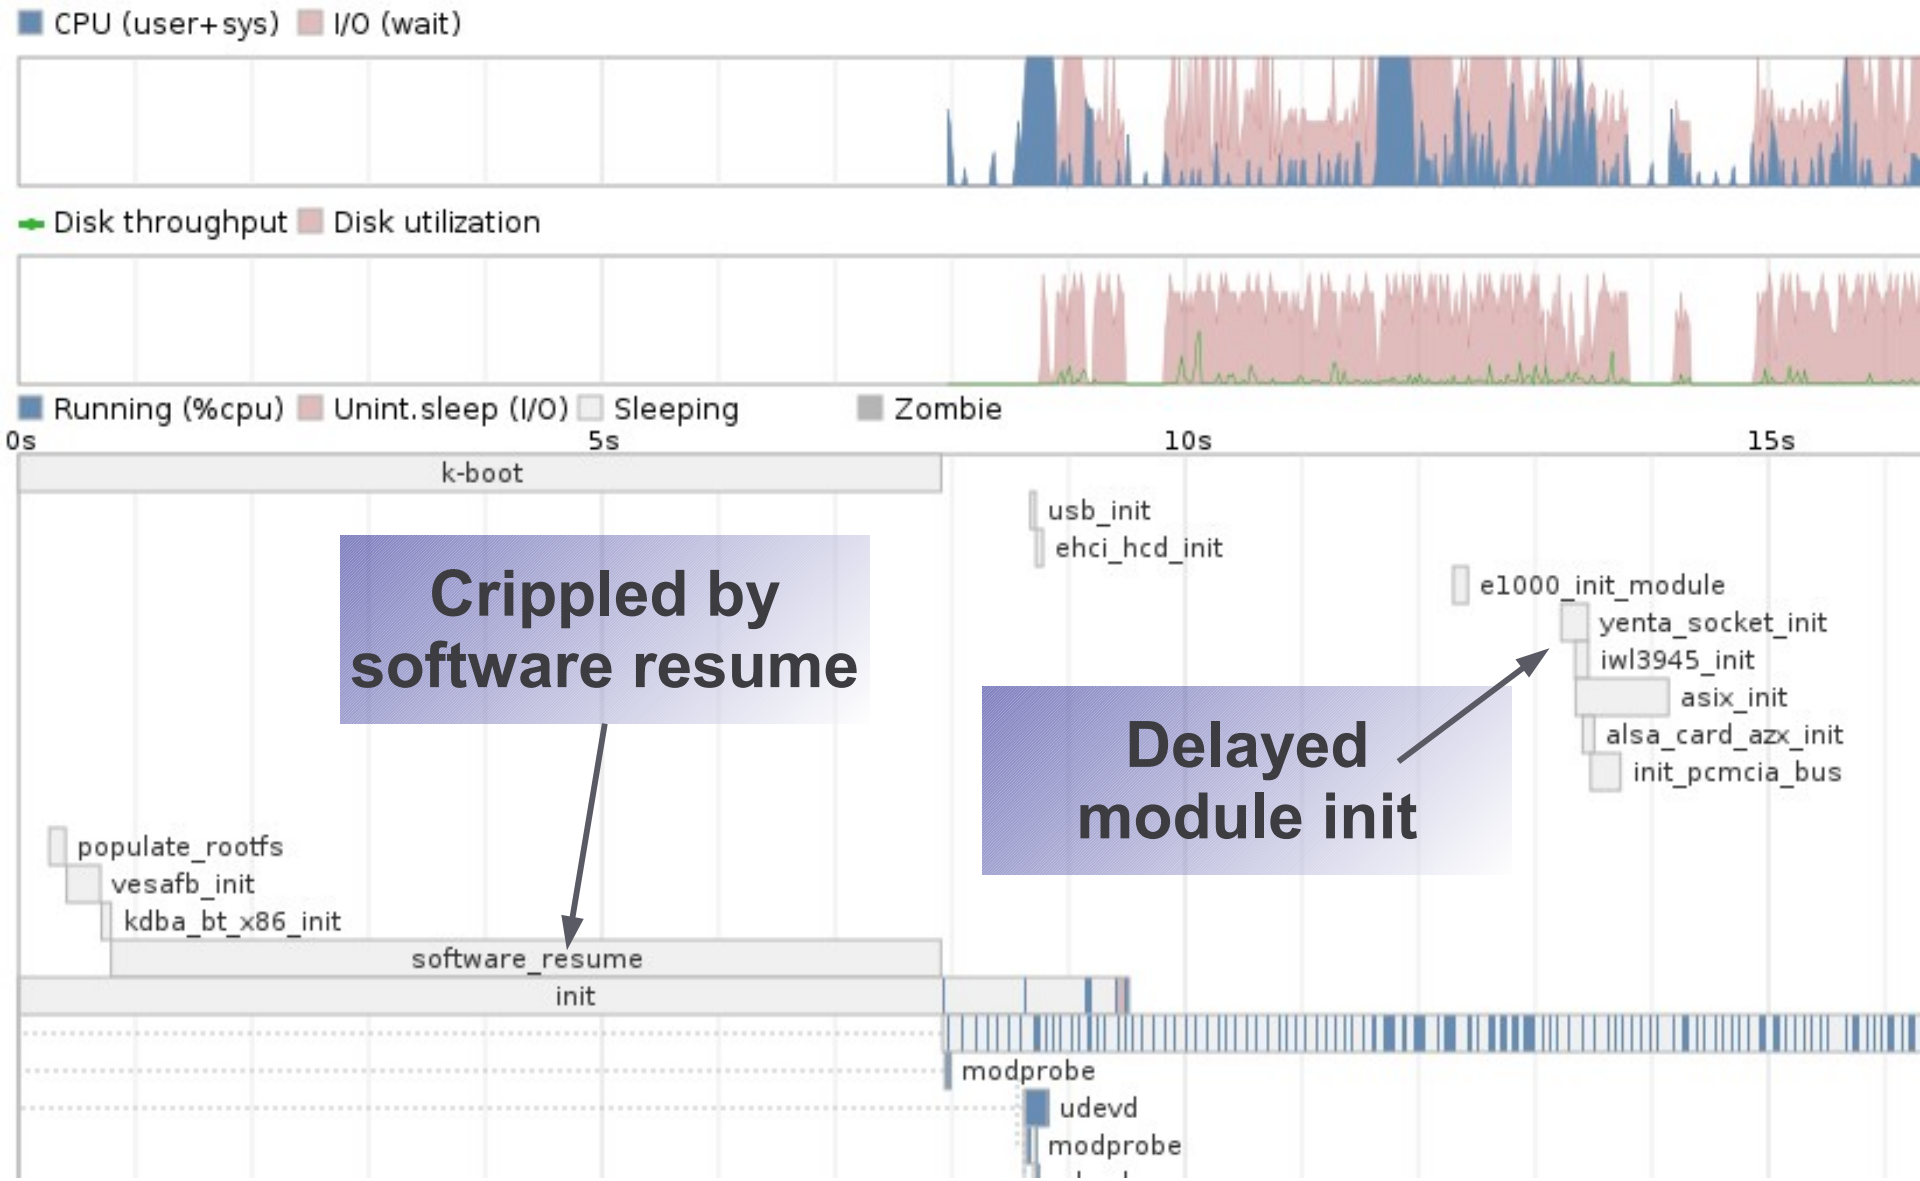 CPU (user+sys) I/O (wait)
Disk throughput Disk utilization
Running (%cpu) Unint.sleep (I/O) Sleeping Zombie
0s 5s 10s 15s
k-boot
usb_init
ehci_hcd_init
Crippled by
software resume
e1000_init_module
yenta_socket_init
iwl3945_init
asix_init
alsa_card_azx_init
init_pcmcia_bus
Delayed
module init
populate_rootfs
vesafb_init
kdba_bt_x86_init
software_resume
init
modprobe
udevd
modprobe